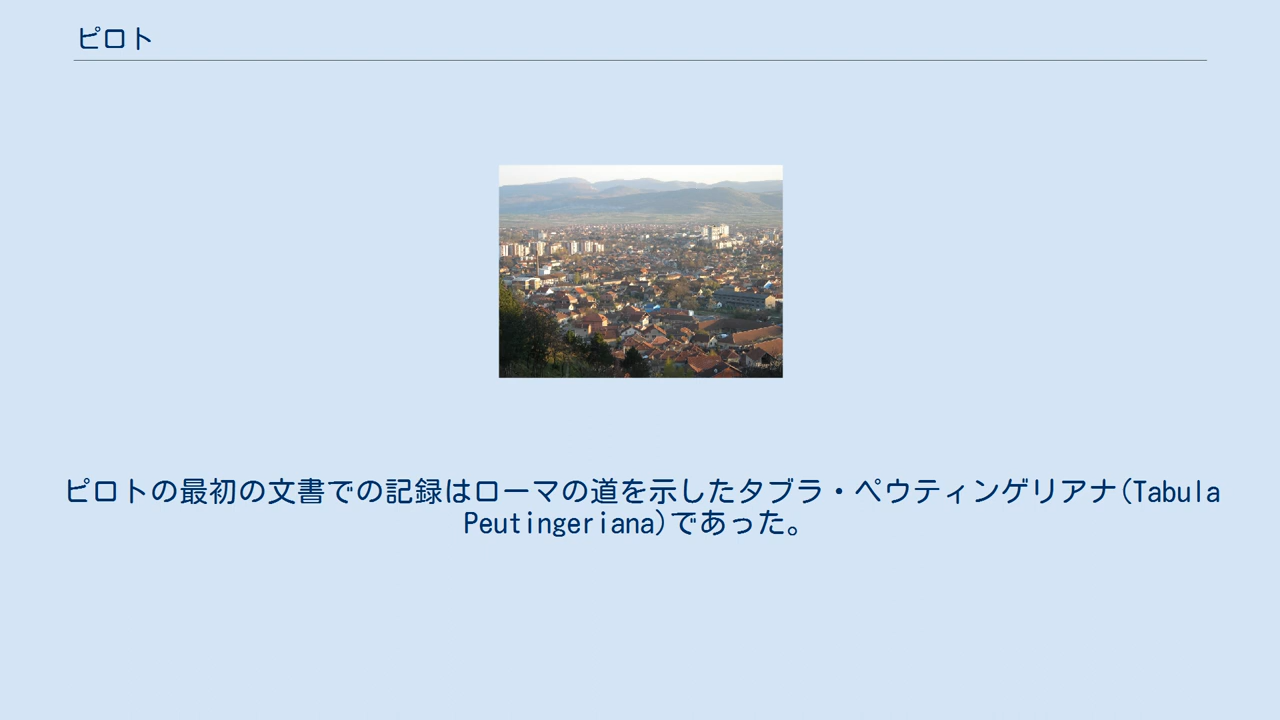 ピロト
ピロトの最初の文書での記録はローマの道を示したタブラ・ペウティンゲリアナ(Tabula
Peutingeriana)であった。